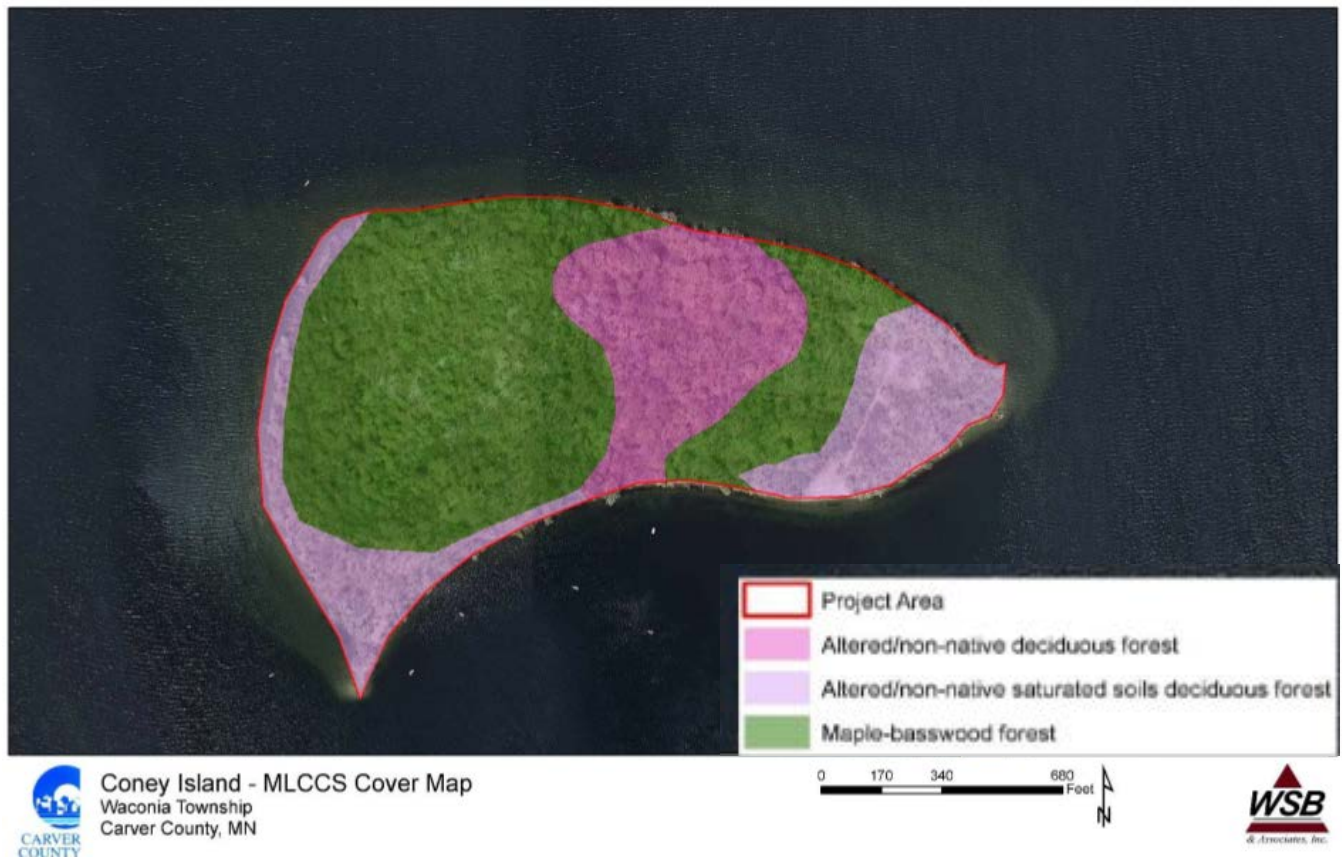 Project Area
Altered/non-native deciduous forest
Altered/non-native saturated soils deciduous forest
Maple-basswood forest
Coney Island - MLCCS Cover Map
Waconia Township
Carver County, MN
CARVER
COUNTY
0 170 340 680
Feet
N
WSB
& Associates, Inc.